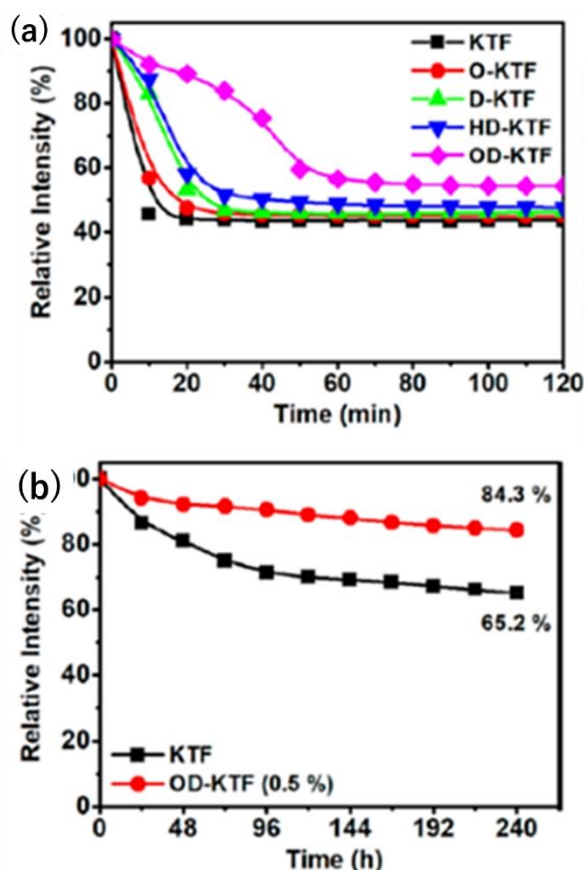 (a)
100
80
60
40
20
0
Relative Intensity (%)
KTF
O-KTF
D-KTF
HD-KTF
OD-KTF
0 20 40 60 80 100 120
Time (min)
(b)
00
80
60
40
20
0
Relative Intensity (%)
84.3 %
65.2 %
KTF
OD-KTF (0.5 %)
0 48 96 144 192 240
Time (h)